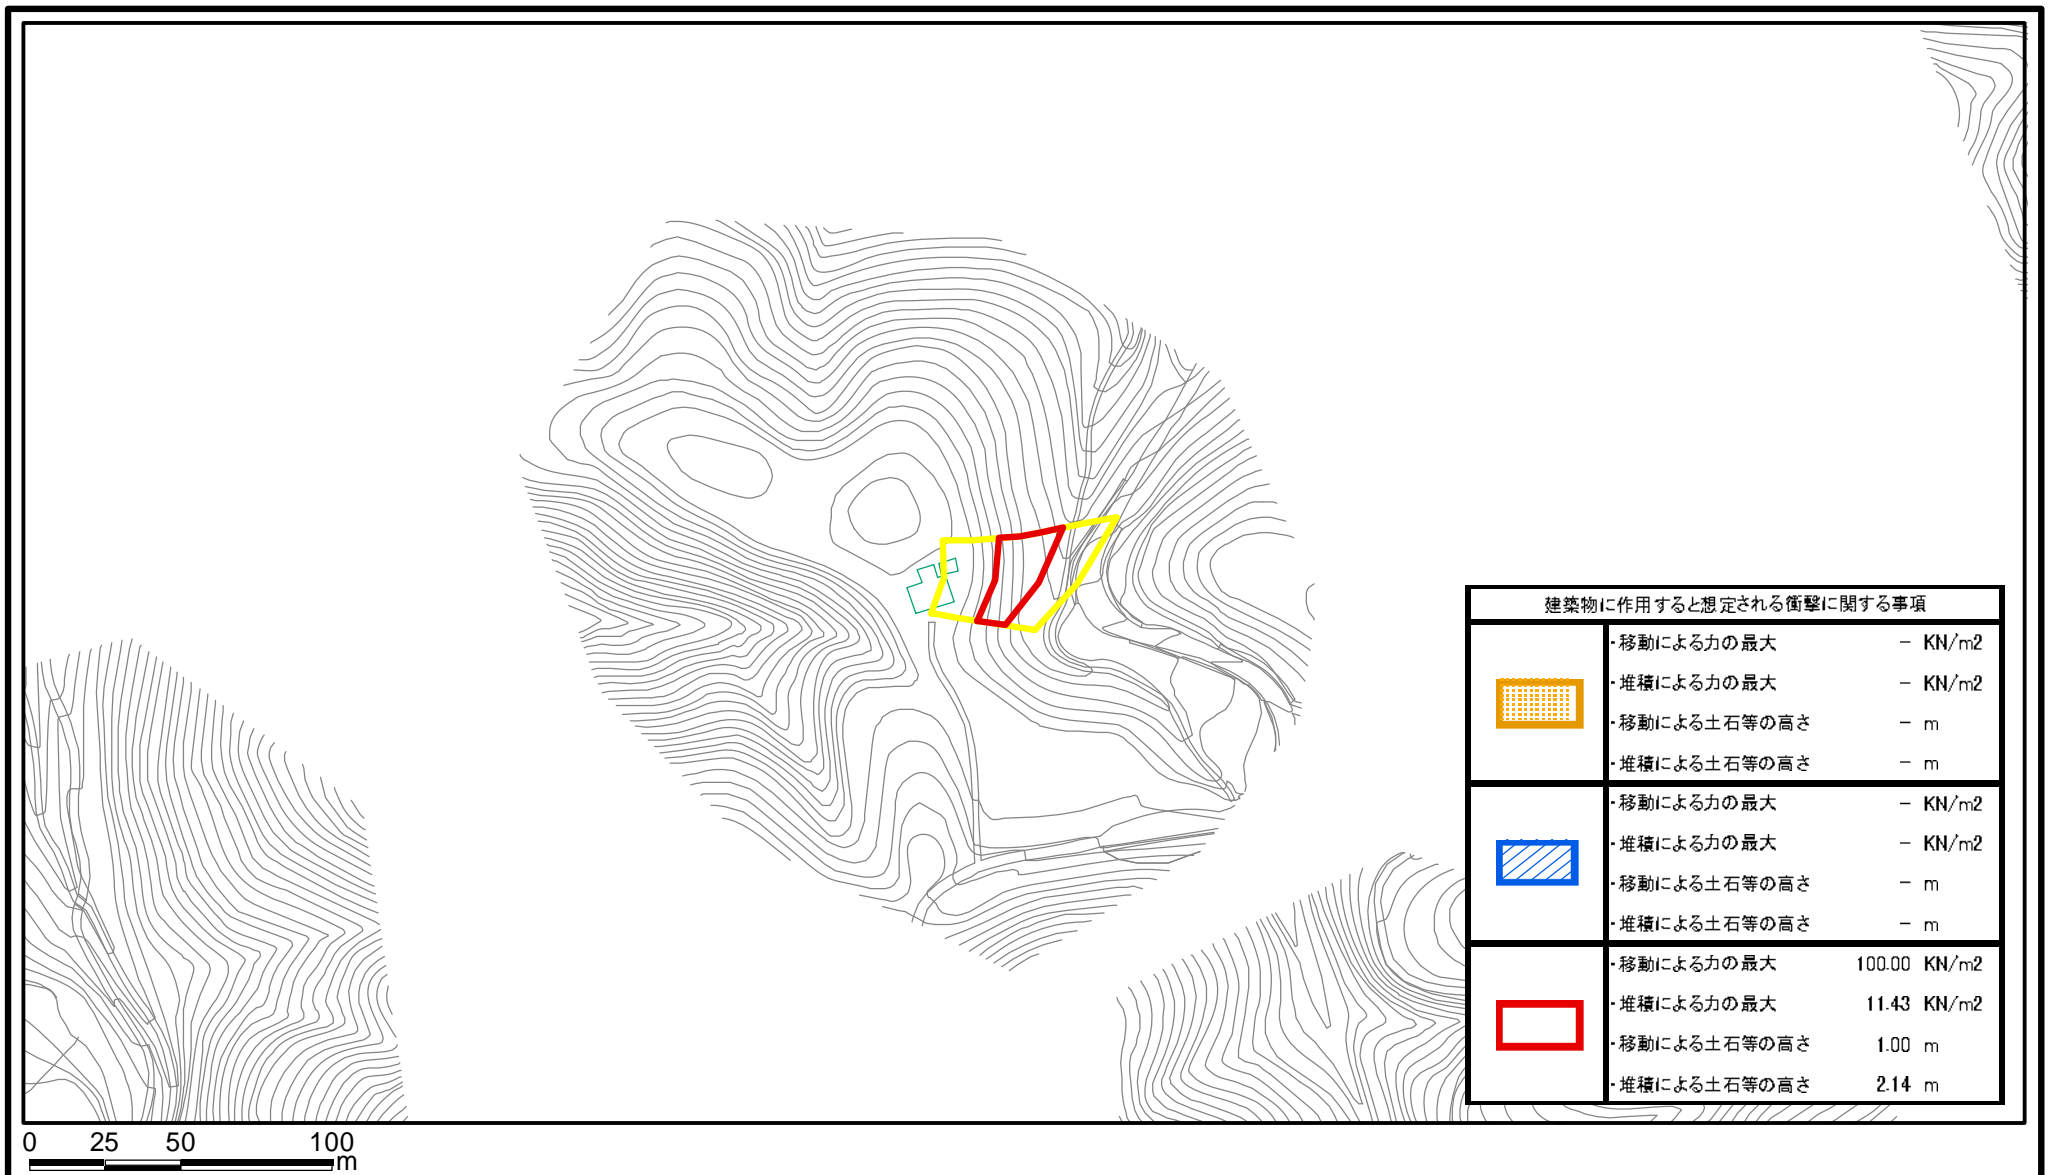 建築物に作用すると想定される衝撃に関する事項
・移動による力の最大 － KN/m2
・堆積による力の最大 － KN/m2
・移動による土石等の高さ － m
・堆積による土石等の高さ － m
・移動による力の最大 － KN/m2
・堆積による力の最大 － KN/m2
・移動による土石等の高さ － m
・堆積による土石等の高さ － m
・移動による力の最大 100.00 KN/m2
・堆積による力の最大 11.43 KN/m2
・移動による土石等の高さ 1.00 m
・堆積による土石等の高さ 2.14 m
0 25 50 100
m